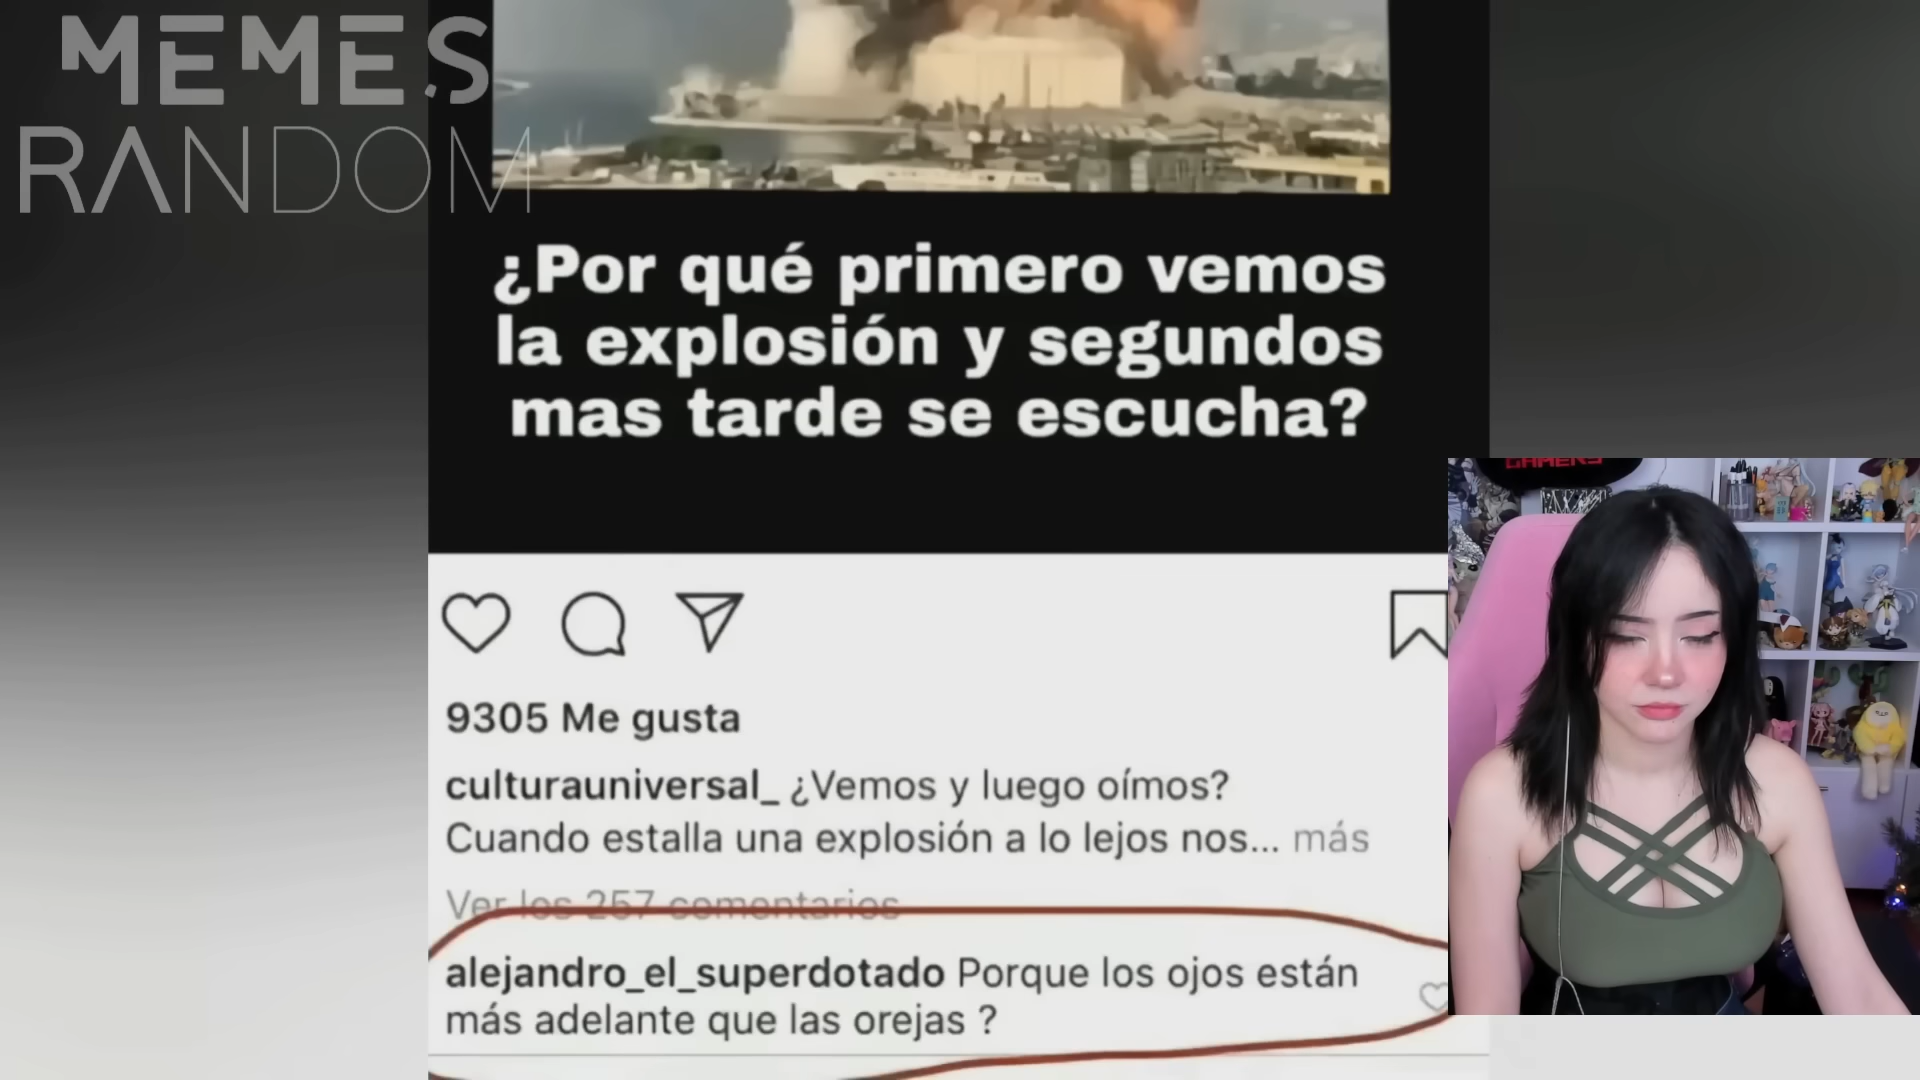 MEMES
RANDOM
¿Por qué primero vemos
la explosión y segundos
mas tarde se escucha?
9305 Me gusta
culturauniversal_ ¿Vemos y luego oímos?
Cuando estalla una explosión a lo lejos nos... más
Ver los 257 comentarios
alejandro_el_superdotado Porque los ojos están
más adelante que las orejas ?
GAMERS